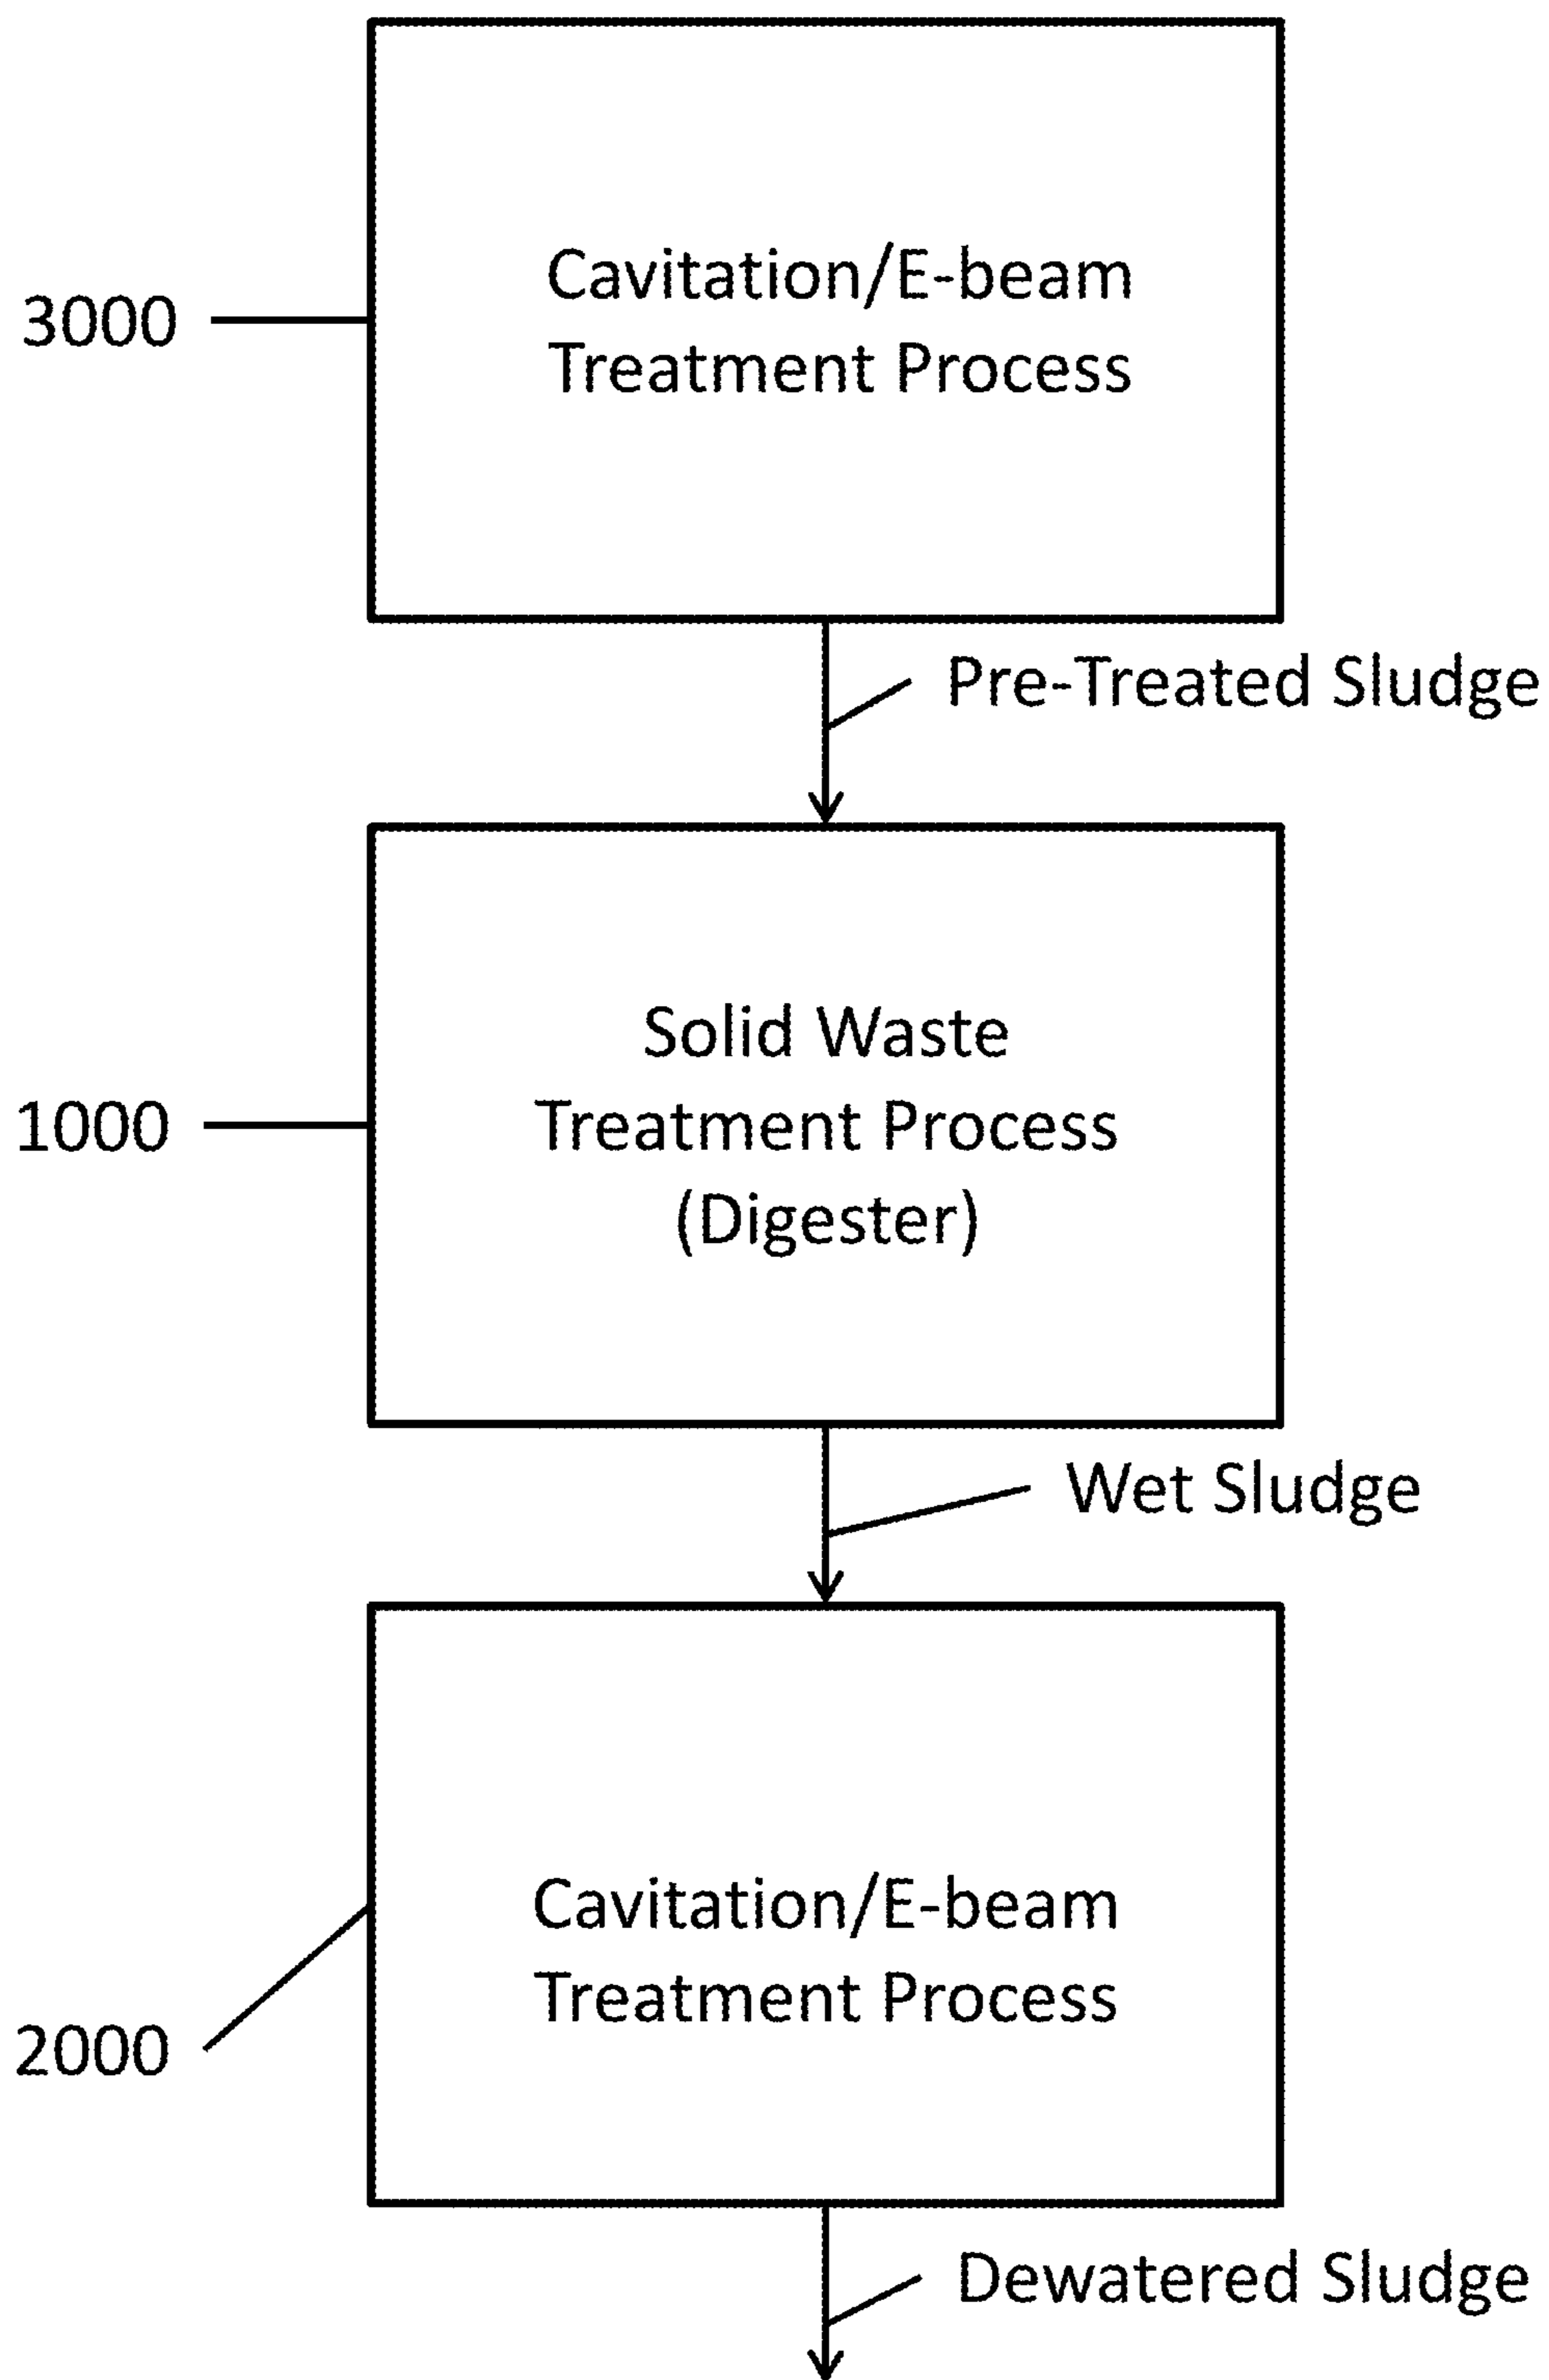 Cavitation/E-beam
Treatment Process
3000
Pre-Treated Sludge
Solid Waste
Treatment Process
(Digester)
1000
Wet Sludge
Cavitation/E-beam
Treatment Process
2000
Dewatered Sludge